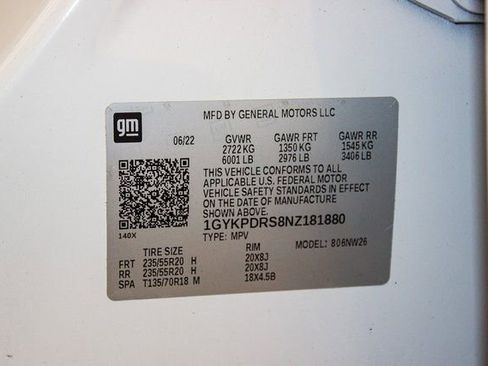 gm
MFD BY GENERAL MOTORS LLC
06/22 GVWR GAWR FRT GAWR RR
2722 KG 1350 KG 1545 KG
6001 LB 2976 LB 3406 LB
THIS VEHICLE CONFORMS TO ALL
APPLICABLE U.S. FEDERAL MOTOR
VEHICLE SAFETY STANDARDS IN EFFECT
ON THE DATE OF MANUFACTURE
SHOWN ABOVE.
1GYKPDRS8NZ181880
140X TYPE: MPV MODEL: 806NW26
TIRE SIZE RIM
FRT 235/55R20 H 20X8J
RR 235/55R20 H 20X8J
SPA T135/70R18 M 18X4.5B